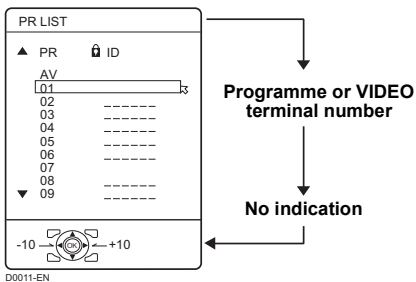 PR LIST
PR ID
AV
01
02 ______
03 ______
04 ______
05 ______
06 ______
07
08 ______
09 ______
-10 OK +10
D0011-EN
Programme or VIDEO
terminal number
No indication